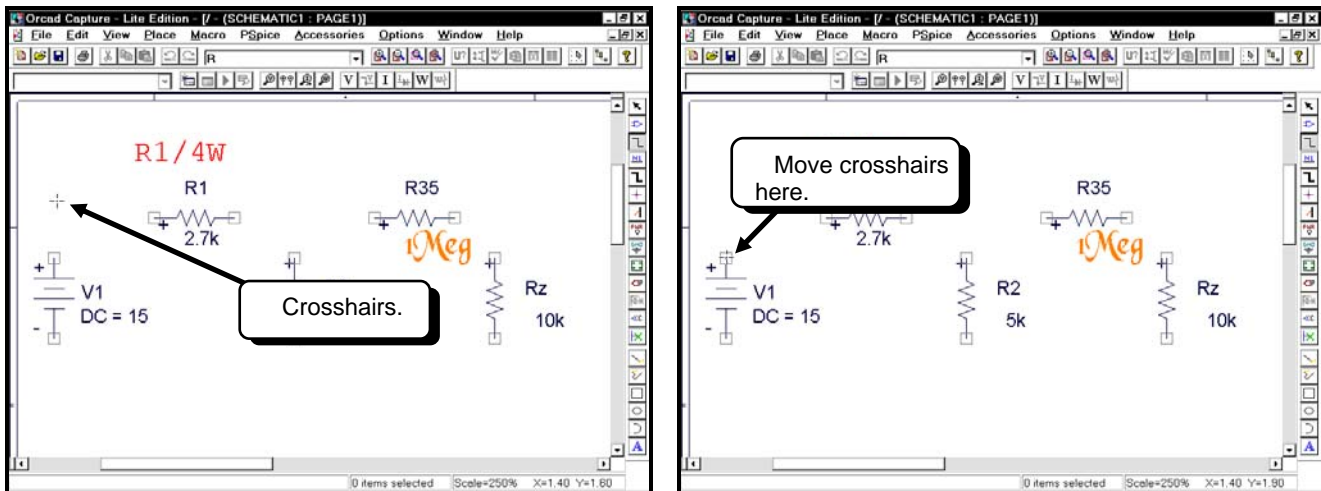 Orcad Capture - Lite Edition - [/ - (SCHEMATIC1 : PAGE1)]
File Edit View Place Macro PSpice Accessories Options Window Help
R
U?
V I W
R1/4W
R1
2.7k
R35
1Meg
+
+
+
+
+
-
V1
DC = 15
Crosshairs.
Rz
10k
0 items selected Scale=250% X=1.40 Y=1.60
Orcad Capture - Lite Edition - [/ - (SCHEMATIC1 : PAGE1)]
File Edit View Place Macro PSpice Accessories Options Window Help
R
U?
V I W
Move crosshairs
here.
2.7k
R35
1Meg
+
+
+
+
+
-
V1
DC = 15
R2
5k
Rz
10k
0 items selected Scale=250% X=1.40 Y=1.90